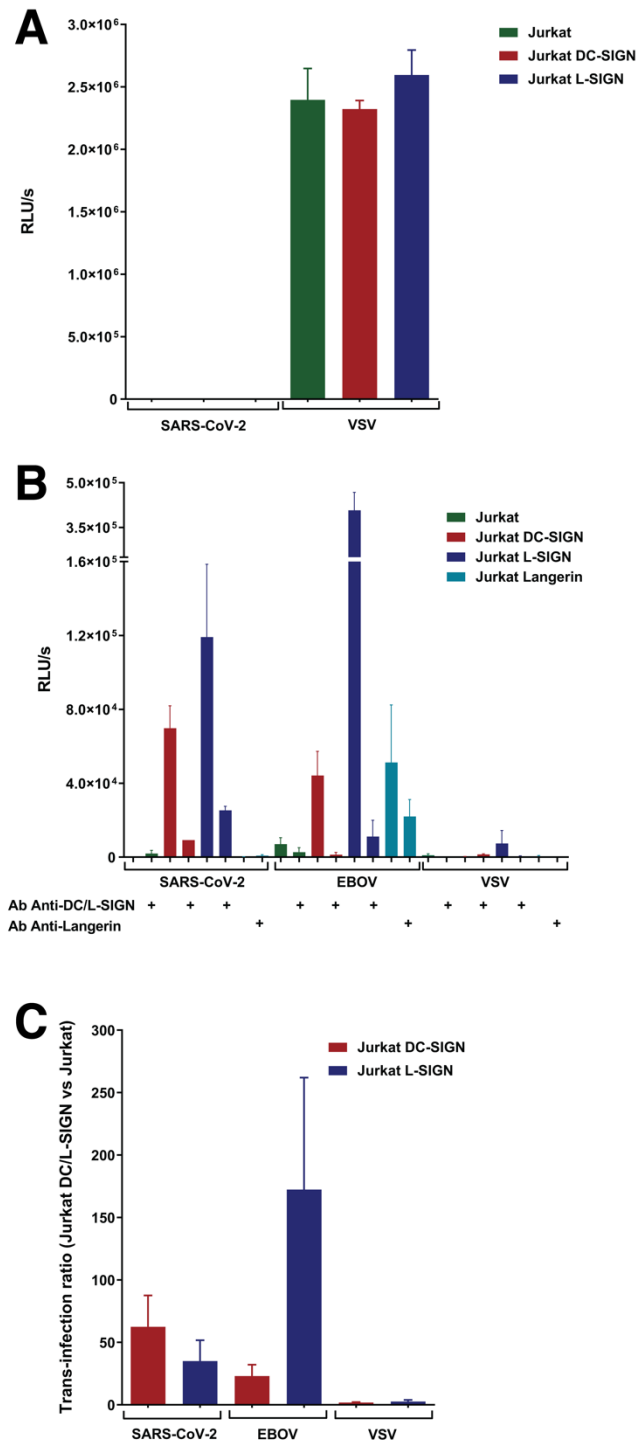 A
3.0×10⁶
2.5×10⁶
2.0×10⁶
1.5×10⁶
1.0×10⁶
5.0×10⁵
0
RLU/s
Jurkat
Jurkat DC-SIGN
Jurkat L-SIGN
SARS-CoV-2 VSV
B
5.0×10⁵
3.5×10⁵
1.6×10⁵
1.2×10⁵
8.0×10⁴
4.0×10⁴
0
RLU/s
Jurkat
Jurkat DC-SIGN
Jurkat L-SIGN
Jurkat Langerin
SARS-CoV-2 EBOV VSV
Ab Anti-DC/L-SIGN + + + + + + + + +
Ab Anti-Langerin + + +
C
300
250
200
150
100
50
0
Trans-infection ratio (Jurkat DC/L-SIGN vs Jurkat)
Jurkat DC-SIGN
Jurkat L-SIGN
SARS-CoV-2 EBOV VSV